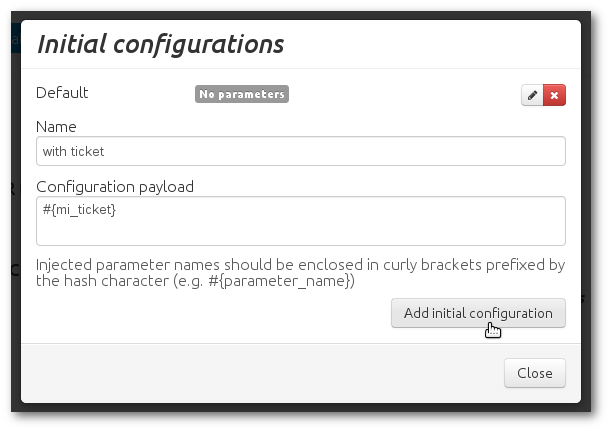 Initial configurations
Default No parameters
Name
with ticket
Configuration payload
#{mi_ticket}
Injected parameter names should be enclosed in curly brackets prefixed by
the hash character (e.g. #{parameter_name})
Add initial configuration
Close